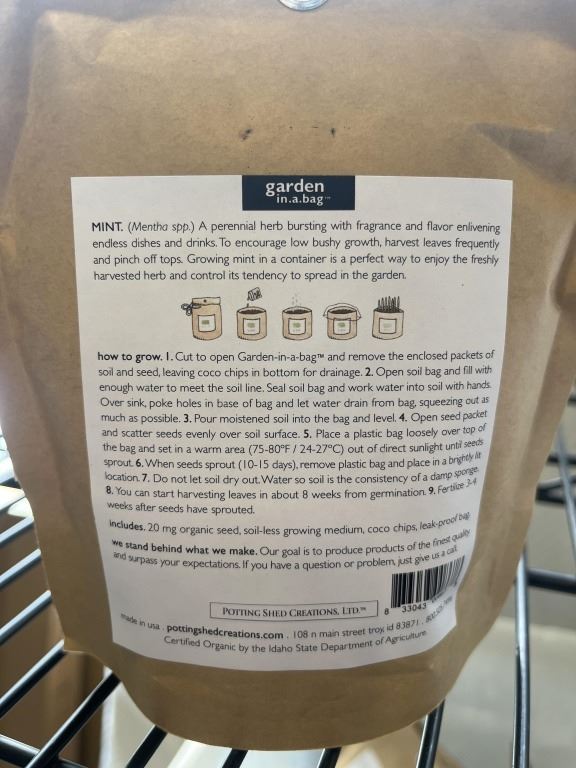 garden
in.a.bag™
MINT. (Mentha spp.) A perennial herb bursting with fragrance and flavor enlivening
endless dishes and drinks. To encourage low bushy growth, harvest leaves frequently
and pinch off tops. Growing mint in a container is a perfect way to enjoy the freshly
harvested herb and control its tendency to spread in the garden.
how to grow. 1. Cut to open Garden-in-a-bag™ and remove the enclosed packets of
soil and seed, leaving coco chips in bottom for drainage. 2. Open soil bag and fill with
enough water to meet the soil line. Seal soil bag and work water into soil with hands.
Over sink, poke holes in base of bag and let water drain from bag, squeezing out as
much as possible. 3. Pour moistened soil into the bag and level. 4. Open seed packet
and scatter seeds evenly over soil surface. 5. Place a plastic bag loosely over top of
the bag and set in a warm area (75-80°F / 24-27°C) out of direct sunlight until seeds
sprout. 6. When seeds sprout (10-15 days), remove plastic bag and place in a brightly lit
location. 7. Do not let soil dry out. Water so soil is the consistency of a damp sponge.
8. You can start harvesting leaves in about 8 weeks from germination. 9. Fertilize 3-4
weeks after seeds have sprouted.
includes. 20 mg organic seed, soil-less growing medium, coco chips, leak-proof bag
we stand behind what we make. Our goal is to produce products of the finest quality
and surpass your expectations. If you have a question or problem, just give us a call.
POTTING SHED CREATIONS, LTD.™
8 33043
made in usa . pottingshedcreations.com . 108 n main street troy, id 83871 .
Certified Organic by the Idaho State Department of Agriculture.